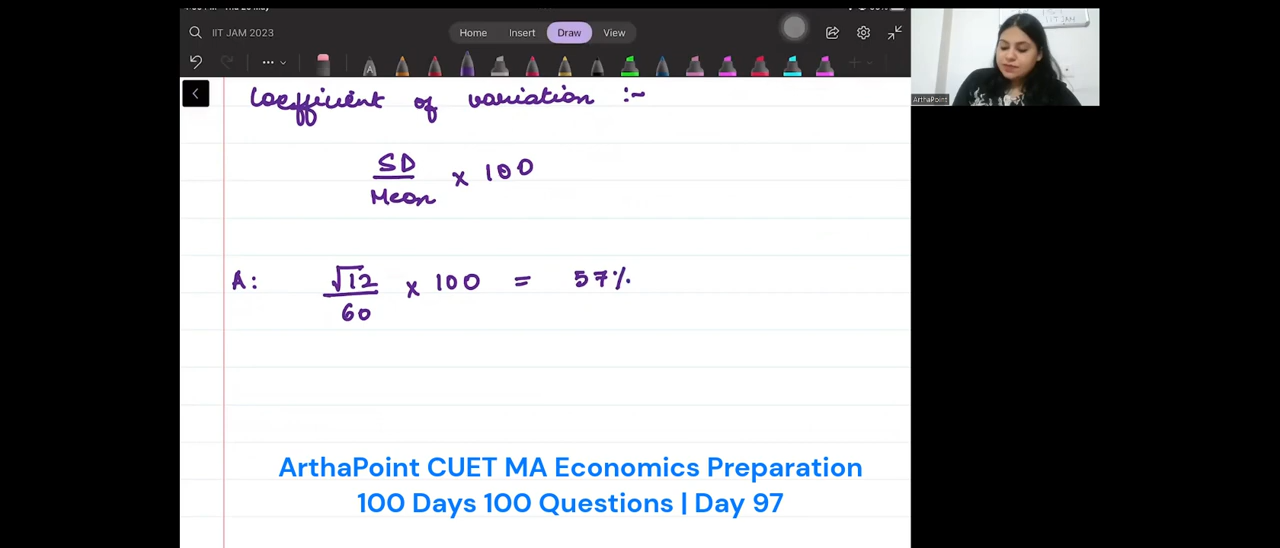 IIT JAM 2023
Home Insert Draw View
Coefficient of variation :-
SD
Mean
× 100
A: √12
60
× 100 = 57%
ArthaPoint
ArthaPoint CUET MA Economics Preparation
100 Days 100 Questions | Day 97